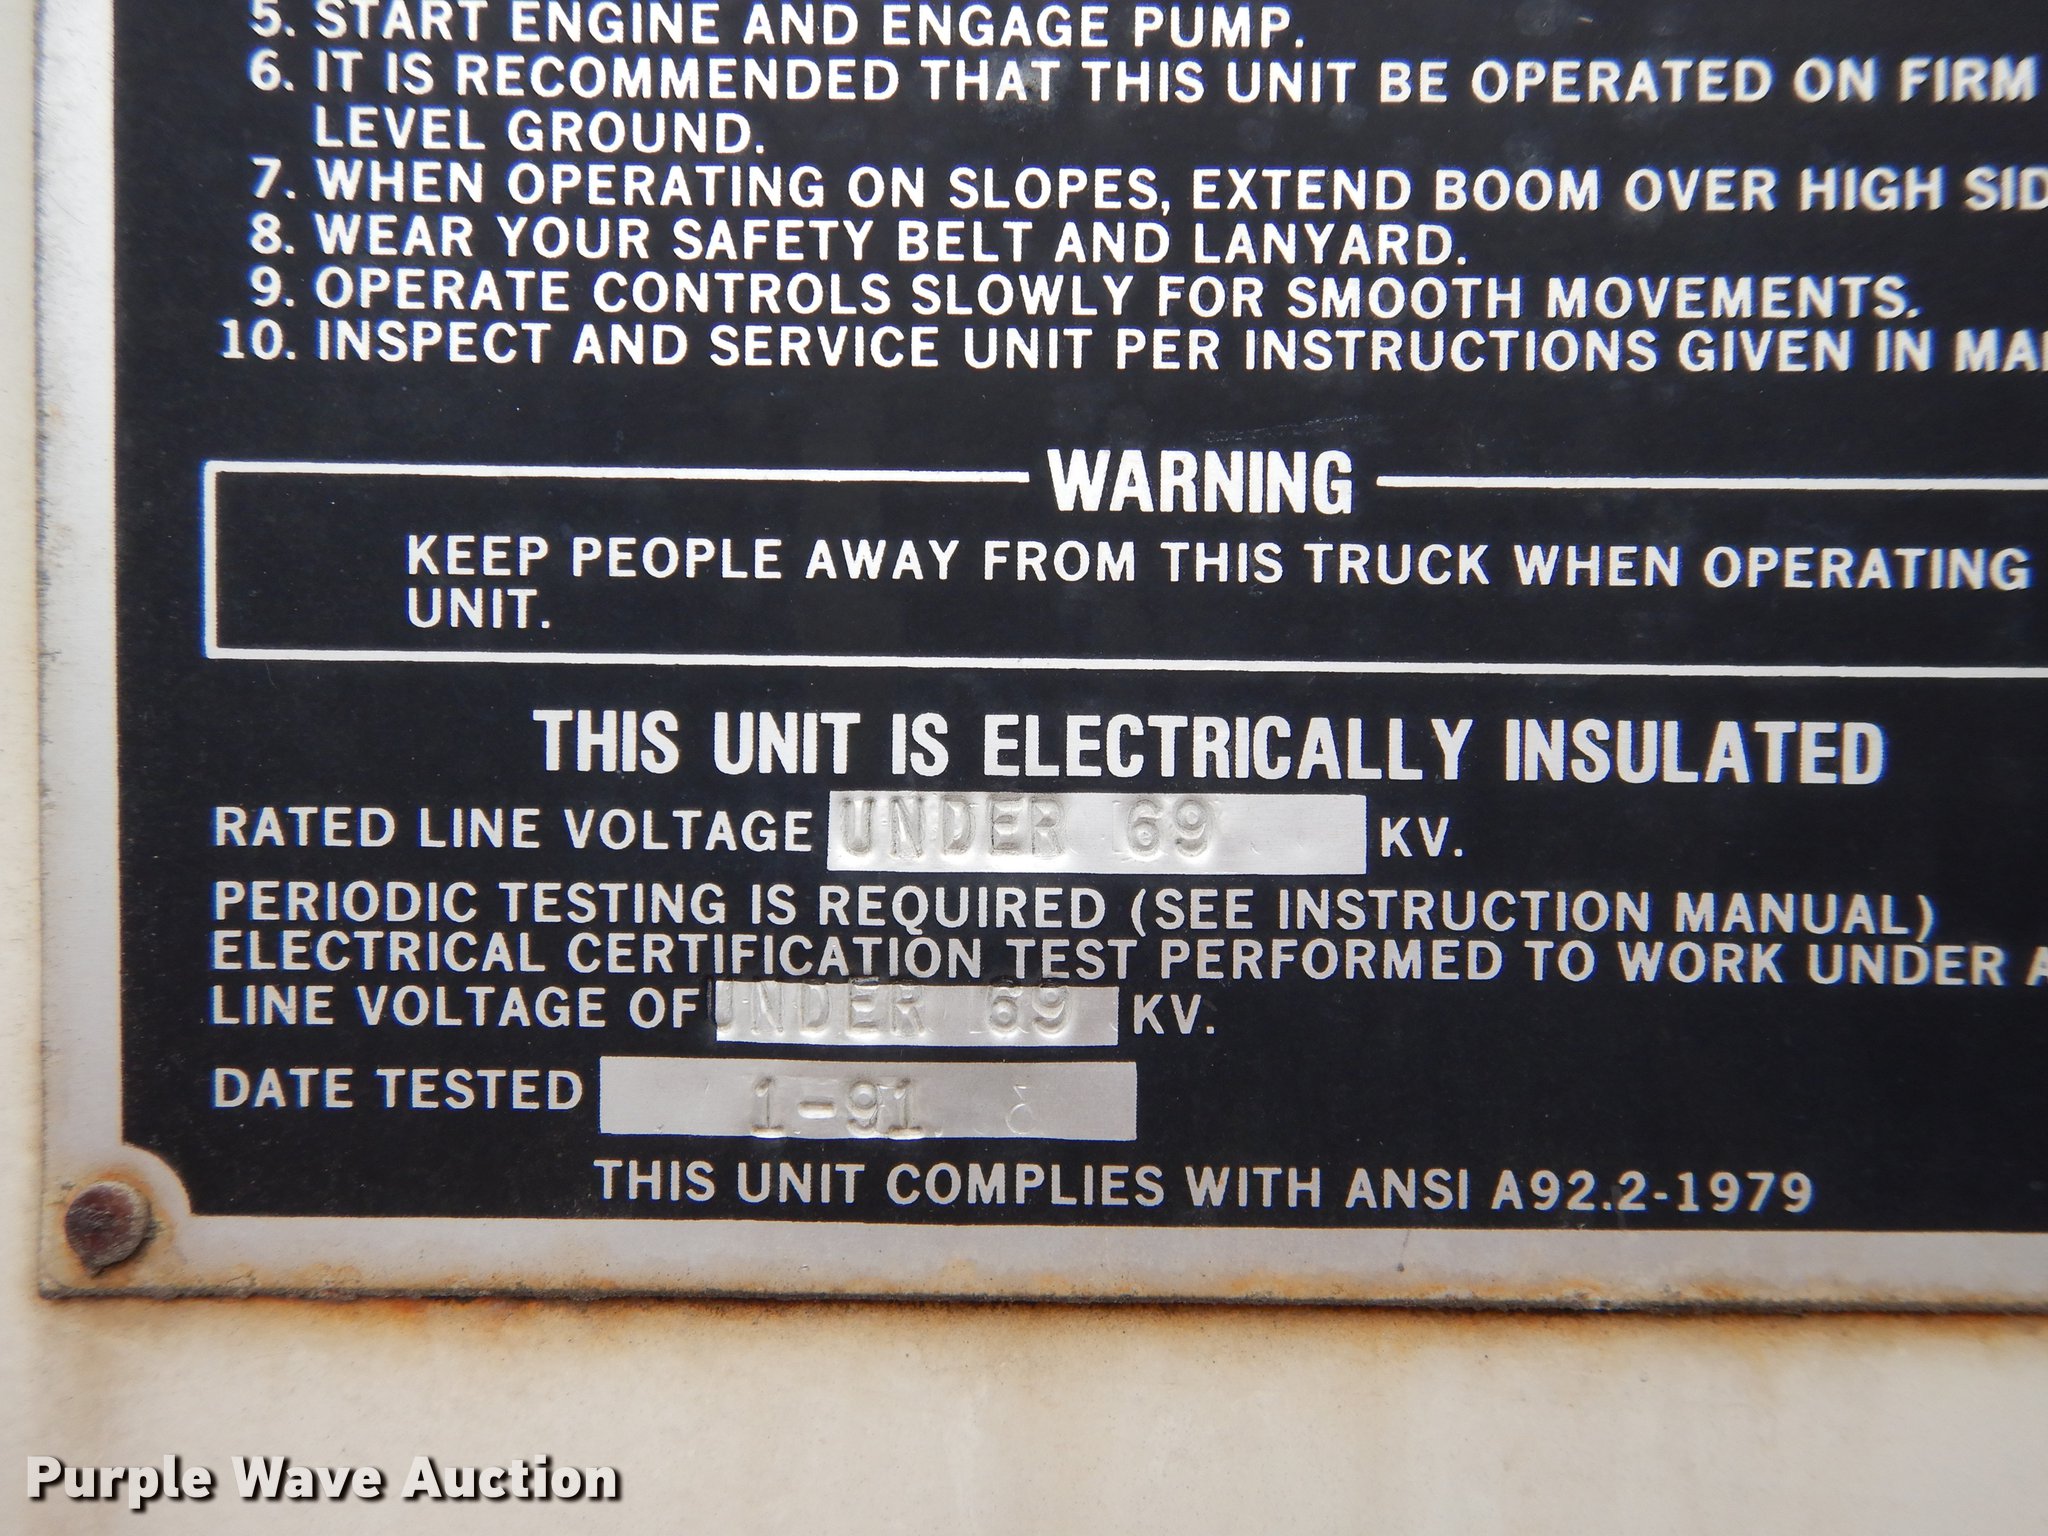 5. START ENGINE AND ENGAGE PUMP.
6. IT IS RECOMMENDED THAT THIS UNIT BE OPERATED ON FIRM
LEVEL GROUND.
7. WHEN OPERATING ON SLOPES, EXTEND BOOM OVER HIGH SID
8. WEAR YOUR SAFETY BELT AND LANYARD.
9. OPERATE CONTROLS SLOWLY FOR SMOOTH MOVEMENTS.
10. INSPECT AND SERVICE UNIT PER INSTRUCTIONS GIVEN IN MA
WARNING
KEEP PEOPLE AWAY FROM THIS TRUCK WHEN OPERATING
UNIT.
THIS UNIT IS ELECTRICALLY INSULATED
RATED LINE VOLTAGE UNDER 69 KV.
PERIODIC TESTING IS REQUIRED (SEE INSTRUCTION MANUAL)
ELECTRICAL CERTIFICATION TEST PERFORMED TO WORK UNDER A
LINE VOLTAGE OF UNDER 69 KV.
DATE TESTED 1-91
THIS UNIT COMPLIES WITH ANSI A92.2-1979
Purple Wave Auction